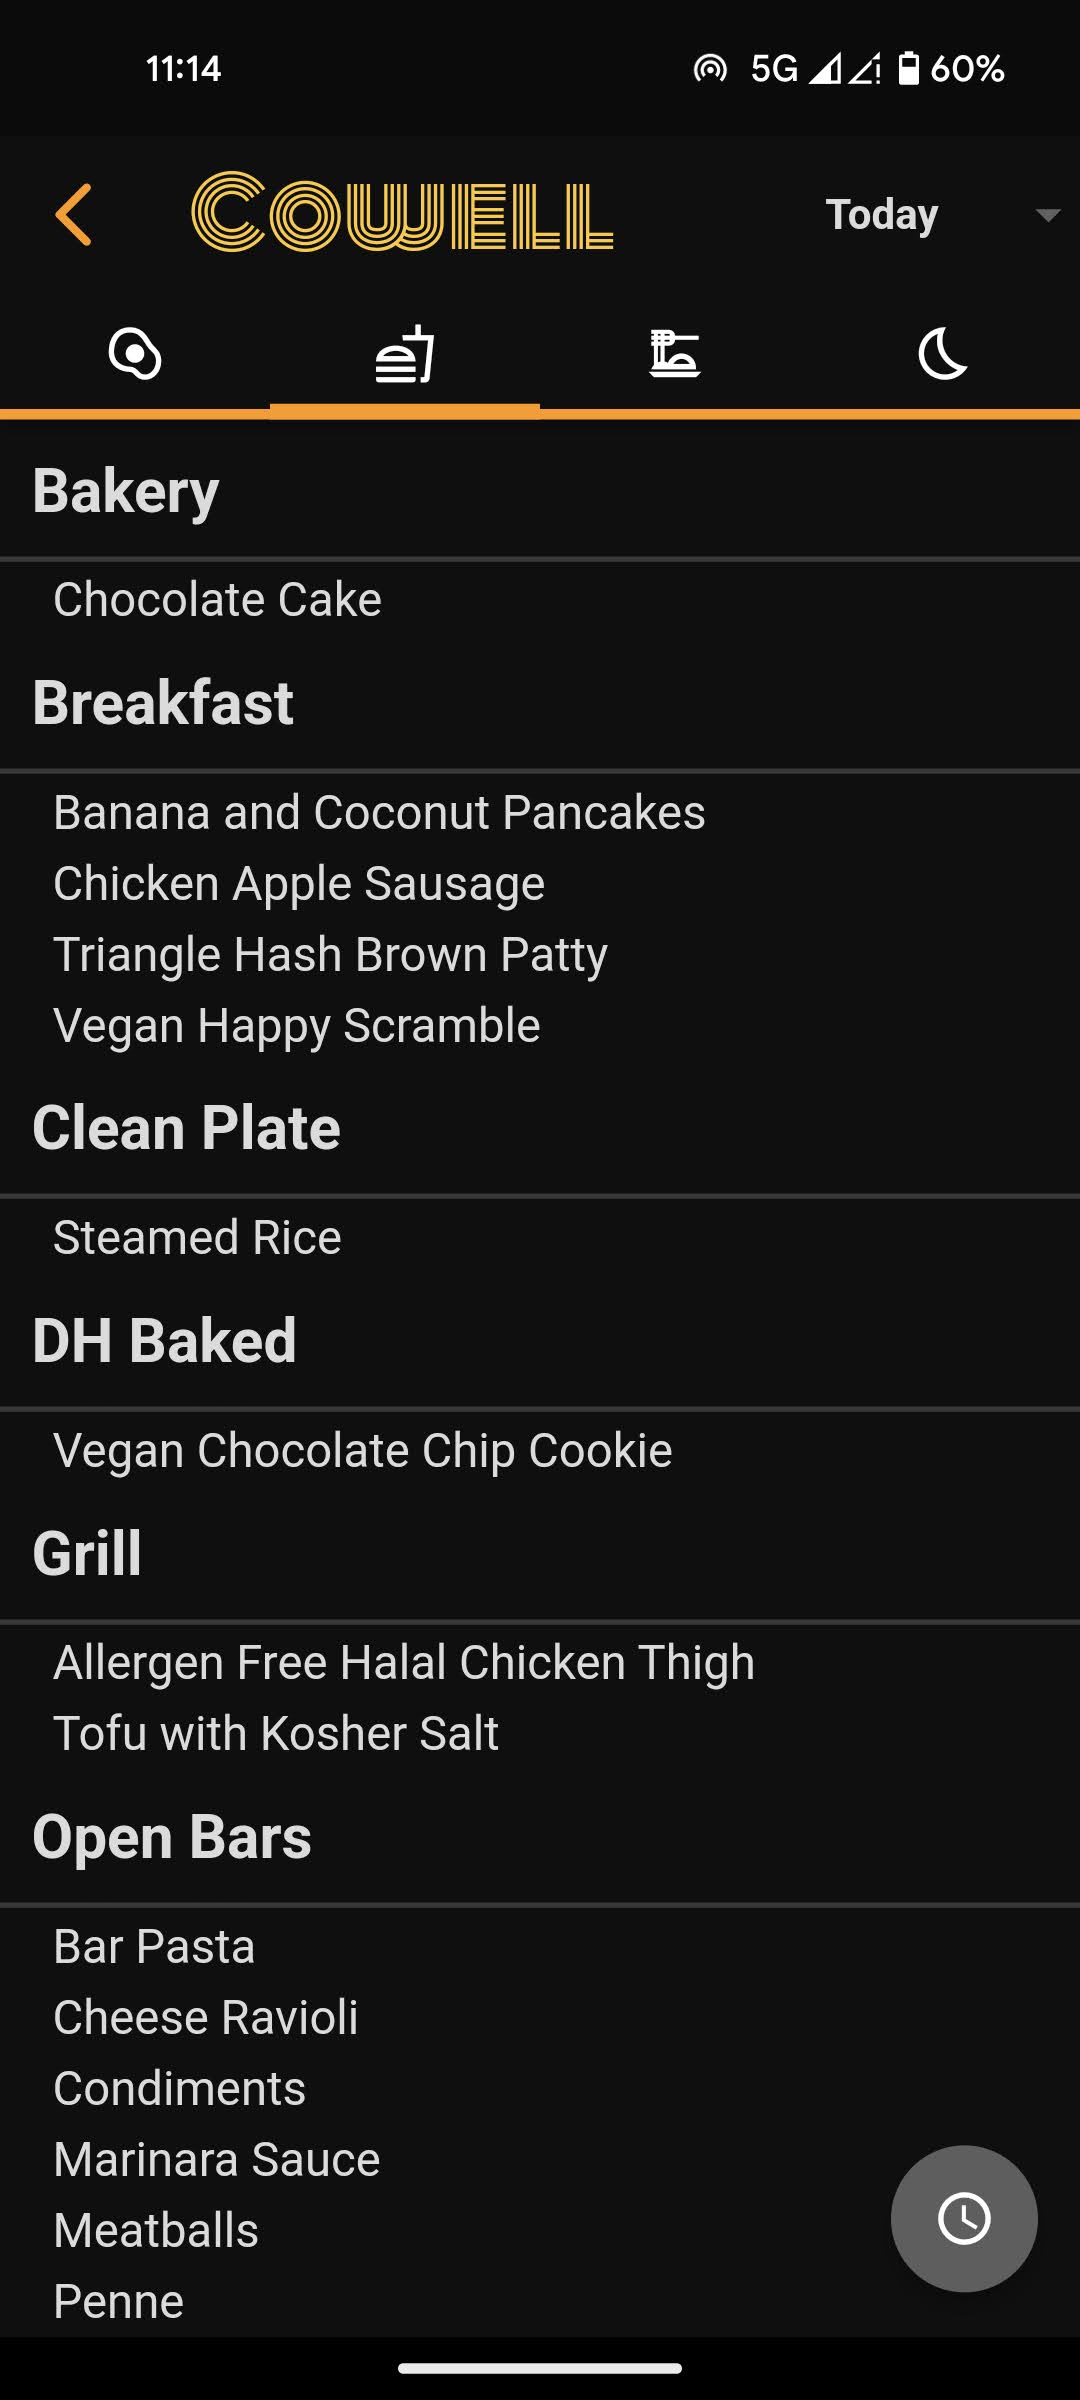 11:14
5G
60%
COWELL
Today
Bakery
Chocolate Cake
Breakfast
Banana and Coconut Pancakes
Chicken Apple Sausage
Triangle Hash Brown Patty
Vegan Happy Scramble
Clean Plate
Steamed Rice
DH Baked
Vegan Chocolate Chip Cookie
Grill
Allergen Free Halal Chicken Thigh
Tofu with Kosher Salt
Open Bars
Bar Pasta
Cheese Ravioli
Condiments
Marinara Sauce
Meatballs
Penne